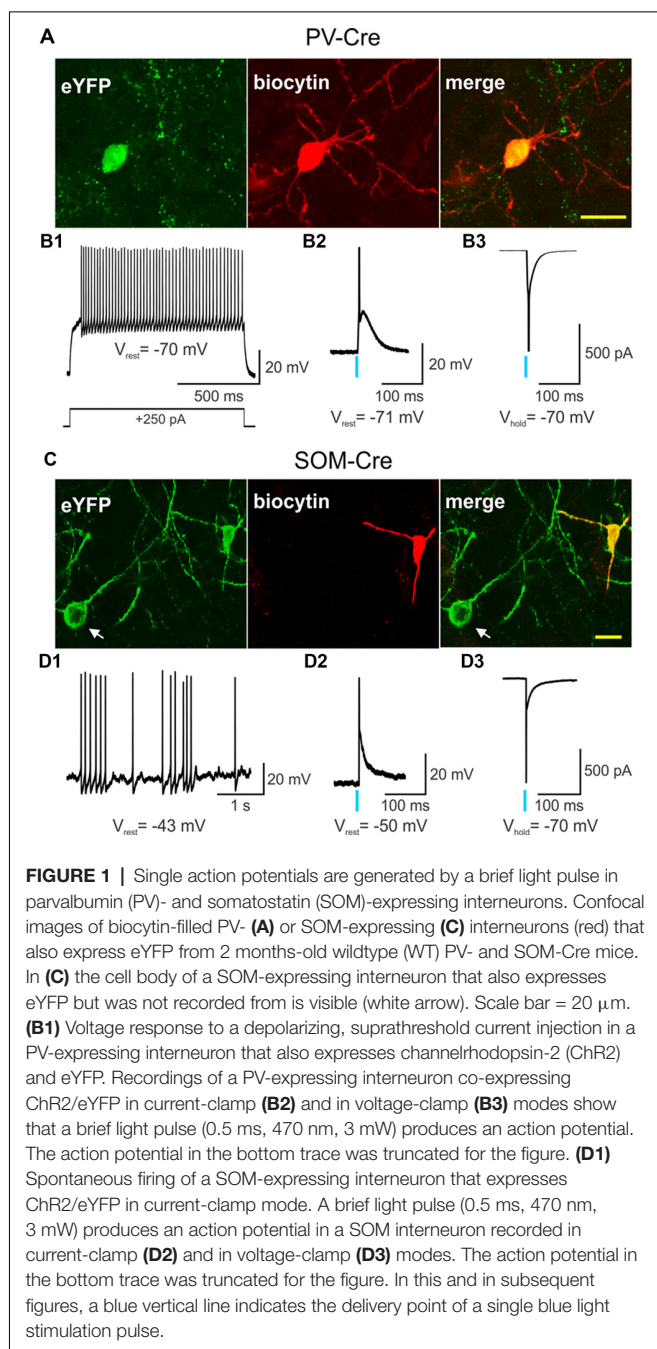 A
PV-Cre
eYFP
biocytin
merge
B1
B2
B3
Vrest= -70 mV
20 mV
500 ms
+250 pA
20 mV
100 ms
Vrest= -71 mV
500 pA
100 ms
Vhold= -70 mV
C
SOM-Cre
eYFP
biocytin
merge
D1
D2
D3
20 mV
1 s
Vrest= -43 mV
20 mV
100 ms
Vrest= -50 mV
500 pA
100 ms
Vhold= -70 mV
FIGURE 1 | Single action potentials are generated by a brief light pulse in
parvalbumin (PV)- and somatostatin (SOM)-expressing interneurons. Confocal
images of biocytin-filled PV- (A) or SOM-expressing (C) interneurons (red) that
also express eYFP from 2 months-old wildtype (WT) PV- and SOM-Cre mice.
In (C) the cell body of a SOM-expressing interneuron that also expresses
eYFP but was not recorded from is visible (white arrow). Scale bar = 20 μm.
(B1) Voltage response to a depolarizing, suprathreshold current injection in a
PV-expressing interneuron that also expresses channelrhodopsin-2 (ChR2)
and eYFP. Recordings of a PV-expressing interneuron co-expressing
ChR2/eYFP in current-clamp (B2) and in voltage-clamp (B3) modes show
that a brief light pulse (0.5 ms, 470 nm, 3 mW) produces an action potential.
The action potential in the bottom trace was truncated for the figure. (D1)
Spontaneous firing of a SOM-expressing interneuron that expresses
ChR2/eYFP in current-clamp mode. A brief light pulse (0.5 ms, 470 nm,
3 mW) produces an action potential in a SOM interneuron recorded in
current-clamp (D2) and in voltage-clamp (D3) modes. The action potential in
the bottom trace was truncated for the figure. In this and in subsequent
figures, a blue vertical line indicates the delivery point of a single blue light
stimulation pulse.